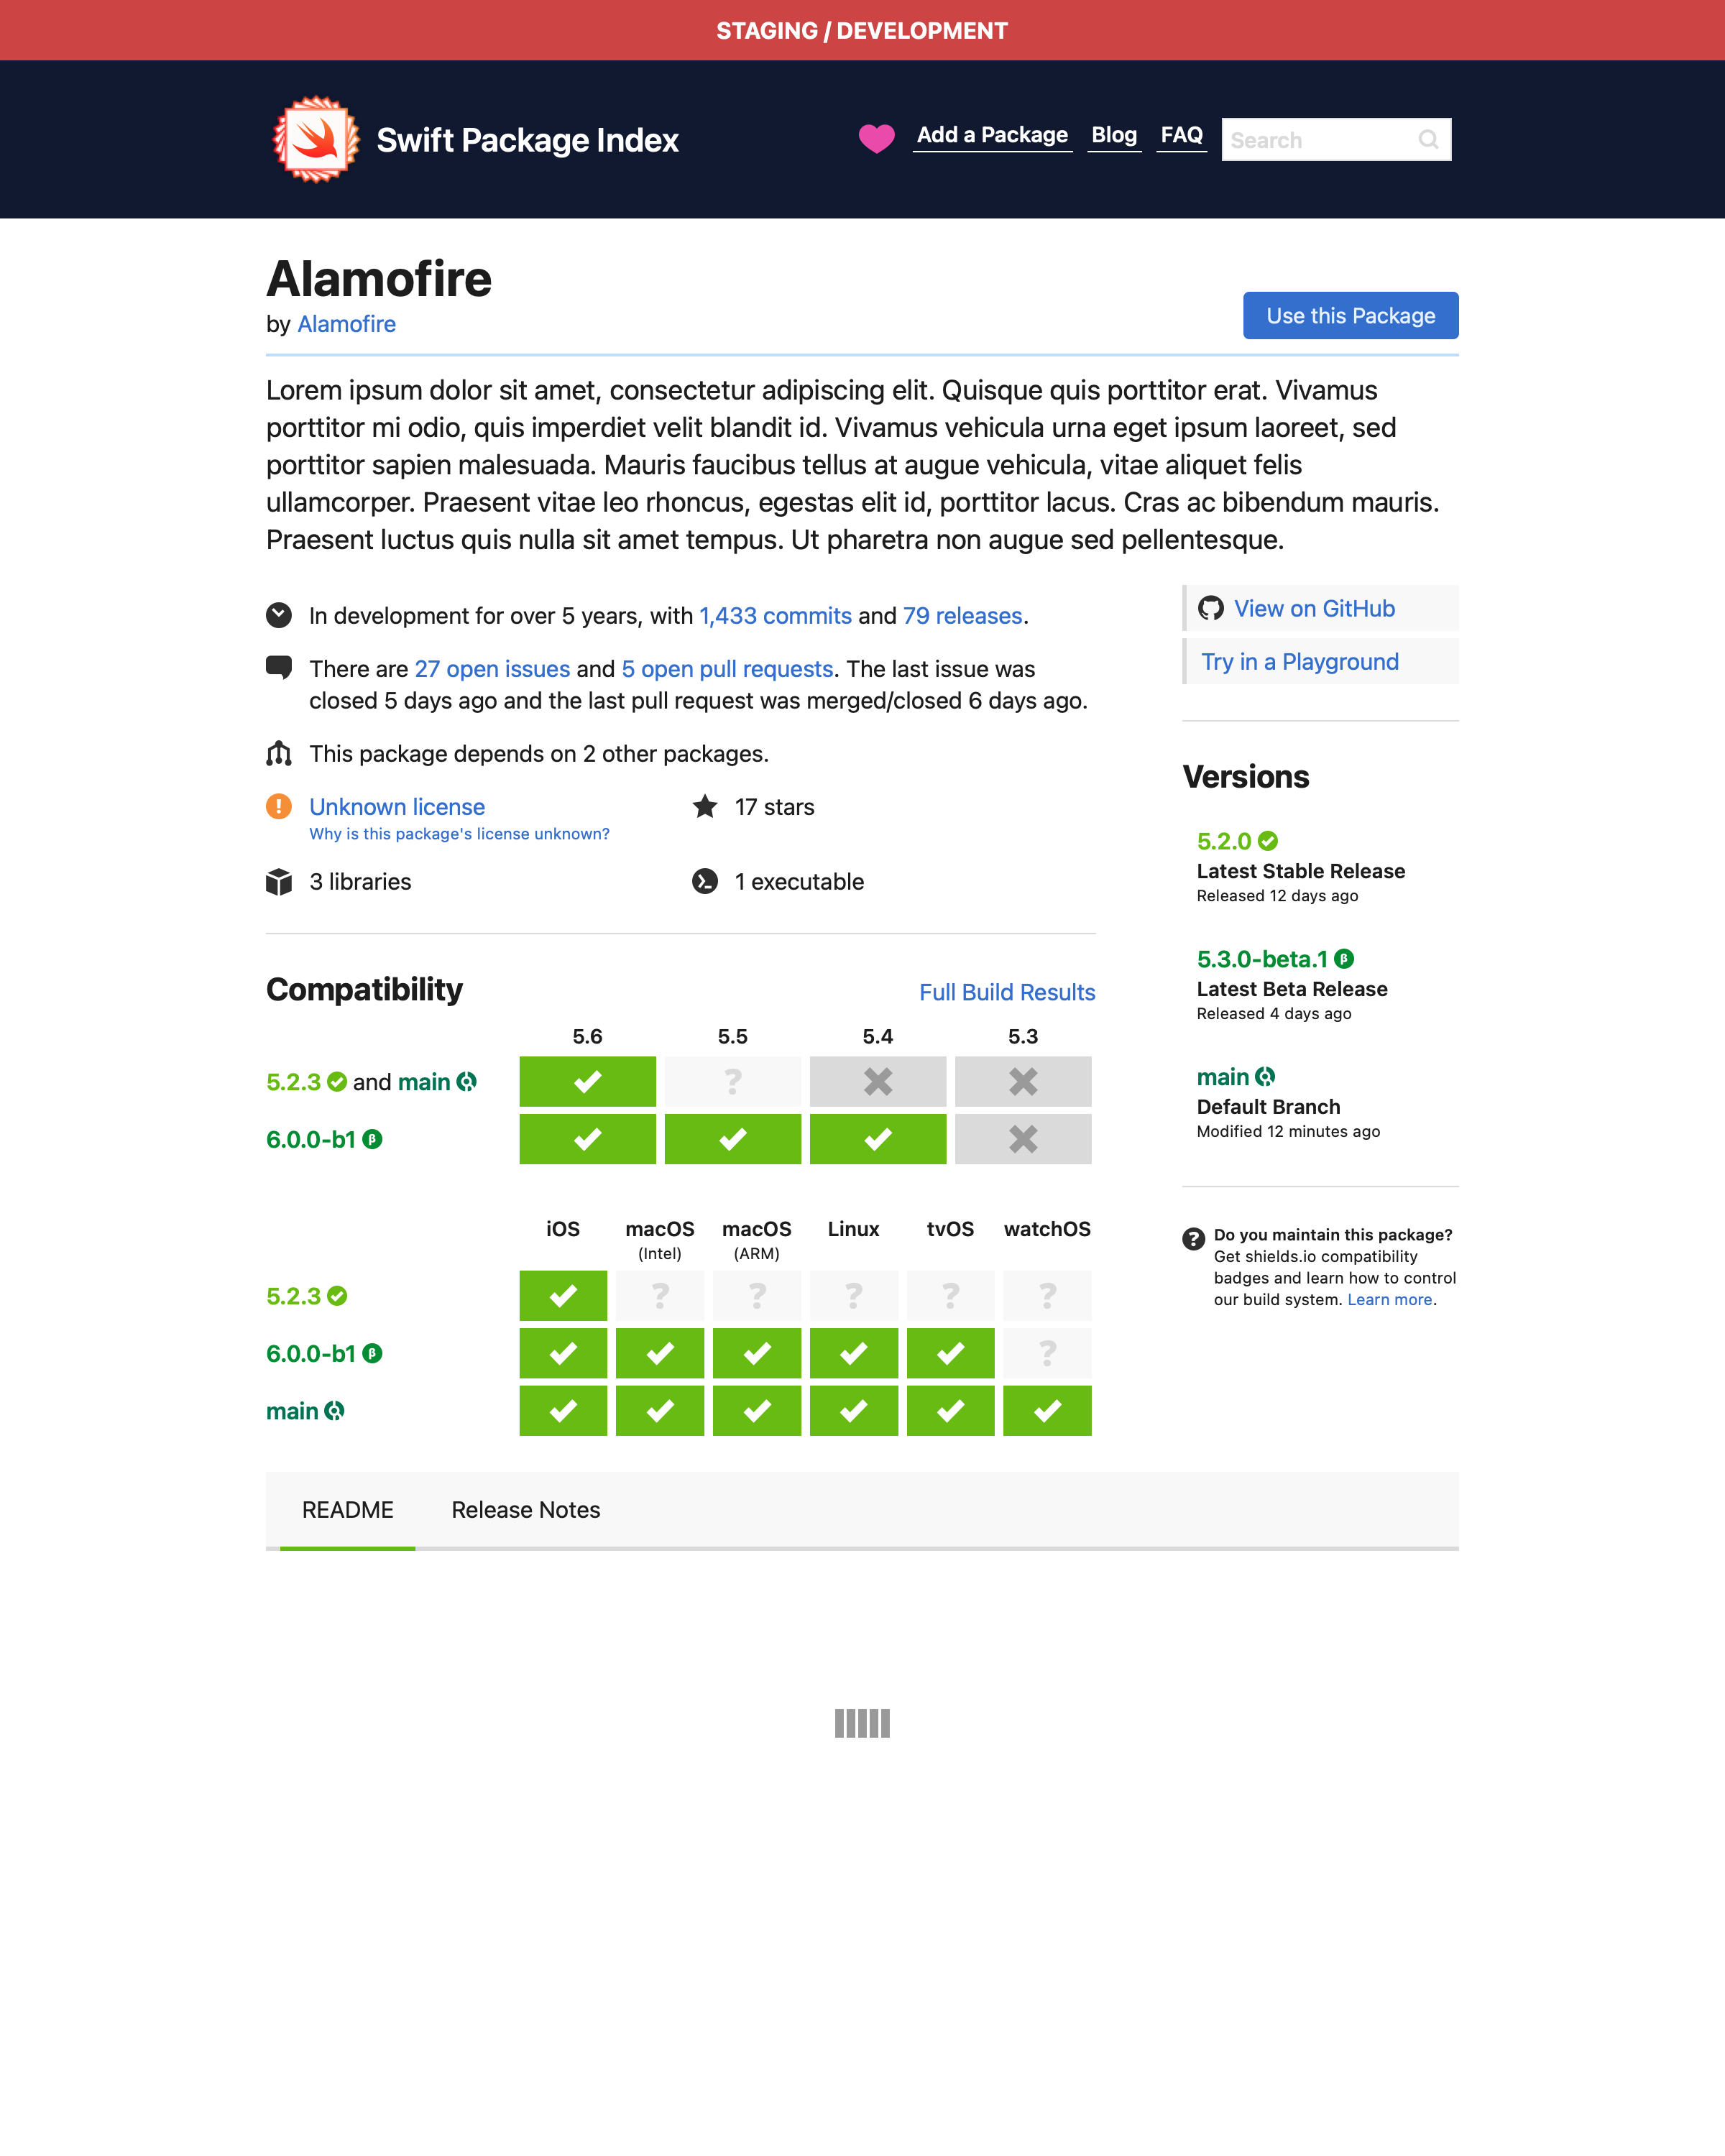 STAGING / DEVELOPMENT
Swift Package Index
Add a Package Blog FAQ Search
Alamofire
by Alamofire
Use this Package
Lorem ipsum dolor sit amet, consectetur adipiscing elit. Quisque quis porttitor erat. Vivamus
porttitor mi odio, quis imperdiet velit blandit id. Vivamus vehicula urna eget ipsum laoreet, sed
porttitor sapien malesuada. Mauris faucibus tellus at augue vehicula, vitae aliquet felis
ullamcorper. Praesent vitae leo rhoncus, egestas elit id, porttitor lacus. Cras ac bibendum mauris.
Praesent luctus quis nulla sit amet tempus. Ut pharetra non augue sed pellentesque.
In development for over 5 years, with 1,433 commits and 79 releases.
There are 27 open issues and 5 open pull requests. The last issue was
closed 5 days ago and the last pull request was merged/closed 6 days ago.
This package depends on 2 other packages.
Unknown license
Why is this package's license unknown?
17 stars
3 libraries
1 executable
Compatibility
Full Build Results
5.6 5.5 5.4 5.3
5.2.3 and main ?
6.0.0-b1 β
iOS macOS macOS Linux tvOS watchOS
(Intel) (ARM)
5.2.3 ? ? ? ? ?
6.0.0-b1 β ?
main
View on GitHub
Try in a Playground
Versions
5.2.0
Latest Stable Release
Released 12 days ago
5.3.0-beta.1 β
Latest Beta Release
Released 4 days ago
main
Default Branch
Modified 12 minutes ago
? Do you maintain this package?
Get shields.io compatibility
badges and learn how to control
our build system. Learn more.
README Release Notes